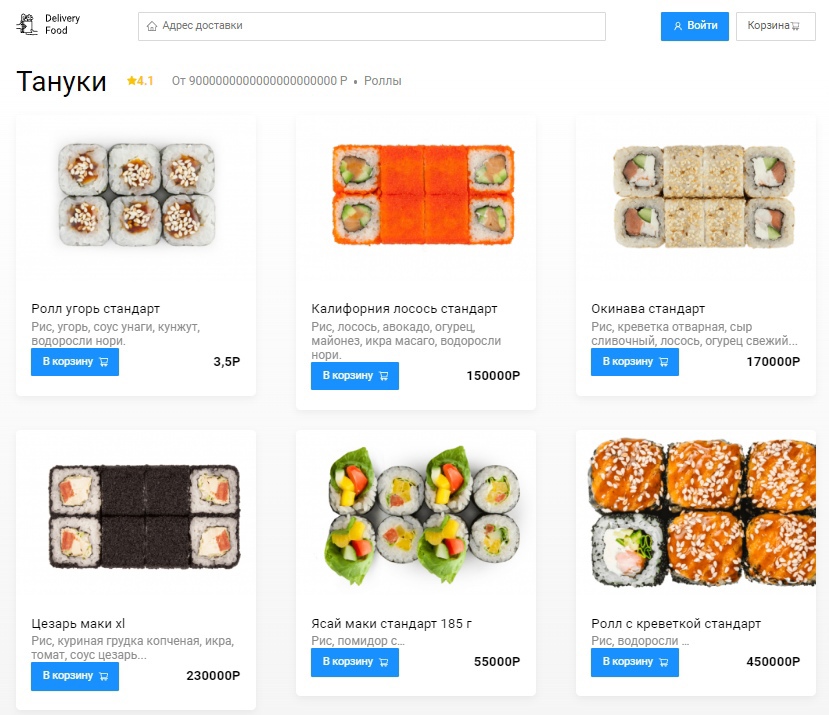 Delivery
Food
Адрес доставки
Войти
Корзина
Тануки
4.1
От 9000000000000000000000 Р • Роллы
Ролл угорь стандарт
Рис, угорь, соус унаги, кунжут,
водоросли нори.
В корзину
3,5Р
Калифорния лосось стандарт
Рис, лосось, авокадо, огурец,
майонез, икра масаго, водоросли
нори.
В корзину
150000Р
Окинава стандарт
Рис, креветка отварная, сыр
сливочный, лосось, огурец свежий...
В корзину
170000Р
Цезарь маки xl
Рис, куриная грудка копченая, икра,
томат, соус цезарь...
В корзину
230000Р
Ясай маки стандарт 185 г
Рис, помидор с...
В корзину
55000Р
Ролл с креветкой стандарт
Рис, водоросли ...
В корзину
450000Р